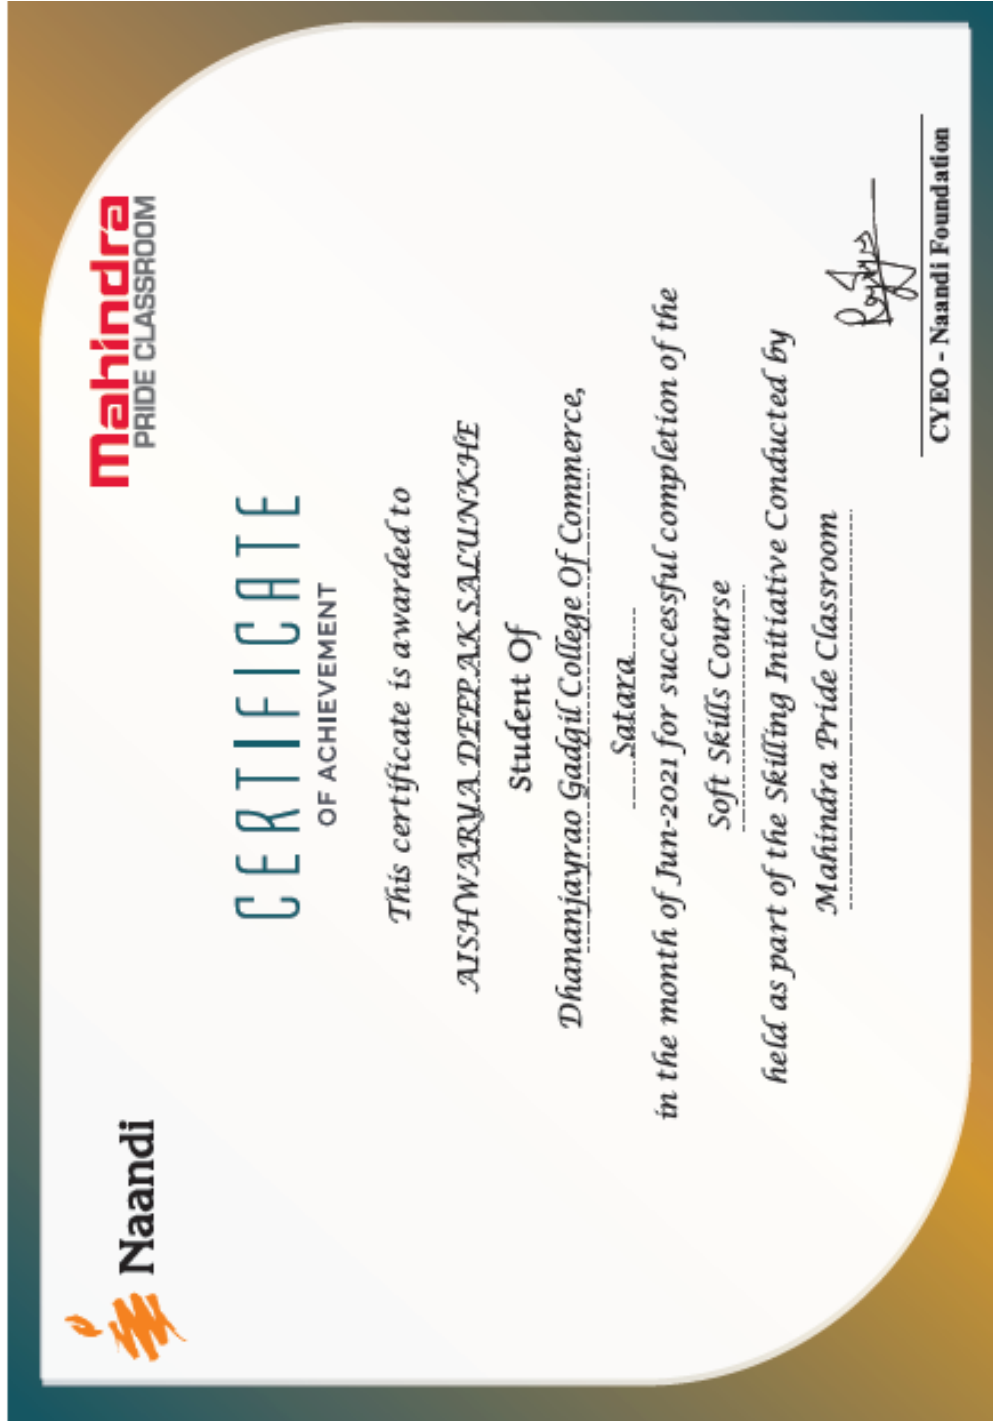 Naandi
Mahindra
PRIDE CLASSROOM
CERTIFICATE
OF ACHIEVEMENT
This certificate is awarded to
AISHWARYA DEEPAK SALUNKHE
Student Of
Dhananjayrao Gadgil College Of Commerce,
Satara
in the month of Jun-2021 for successful completion of the
Soft Skills Course
held as part of the Skilling Initiative Conducted by
Mahindra Pride Classroom
CYEO - Naandi Foundation